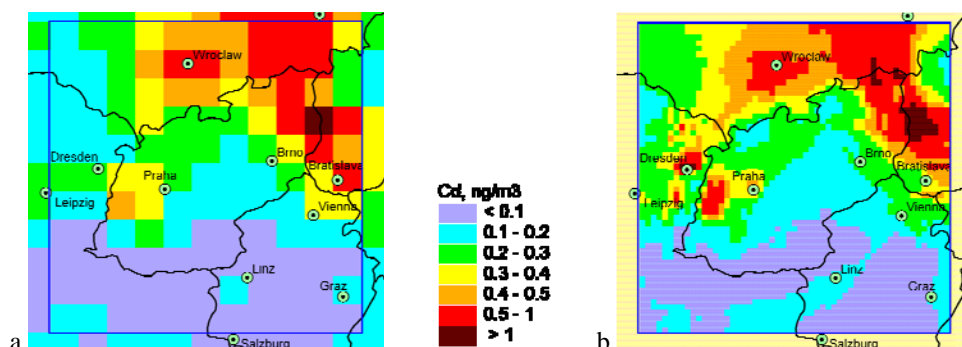 Wroclaw
Dresden
Leipzig
Praha
Brno
Bratislava
Vienna
Linz
Graz
Salzburg
a
Cd, ng/m3
< 0.1
0.1 - 0.2
0.2 - 0.3
0.3 - 0.4
0.4 - 0.5
0.5 - 1
> 1
Wroclaw
Dresden
Leipzig
Praha
Brno
Bratislava
Vienna
Linz
Graz
Salzburg
b